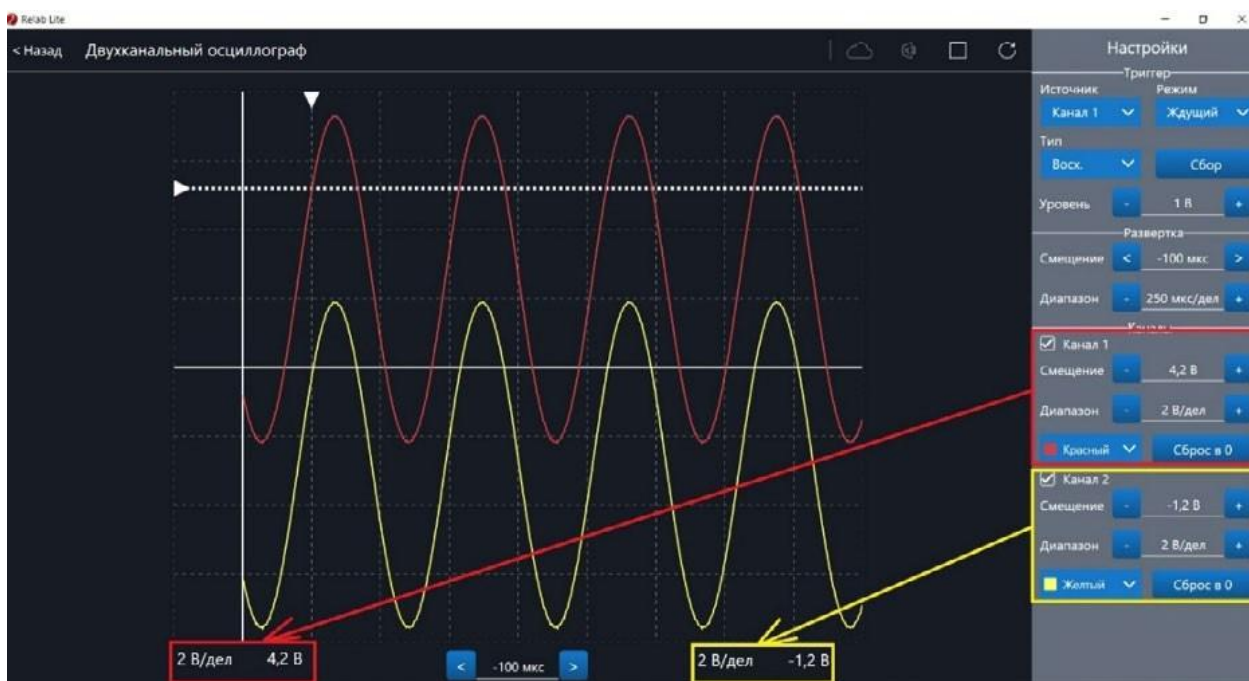 Relab Lite
< Назад Двухканальный осциллограф
Настройки
Триггер
Источник Режим
Канал 1 Ждущий
Тип
Восх. Сбор
Уровень - 1 В +
Развертка
Смещение < -100 мкс >
Диапазон - 250 мкс/дел +
Каналы
Канал 1
Смещение - 4,2 В +
Диапазон - 2 В/дел +
Красный Сброс в 0
Канал 2
Смещение - -1,2 В +
Диапазон - 2 В/дел +
Желтый Сброс в 0
2 В/дел 4,2 В
< -100 мкс >
2 В/дел -1,2 В